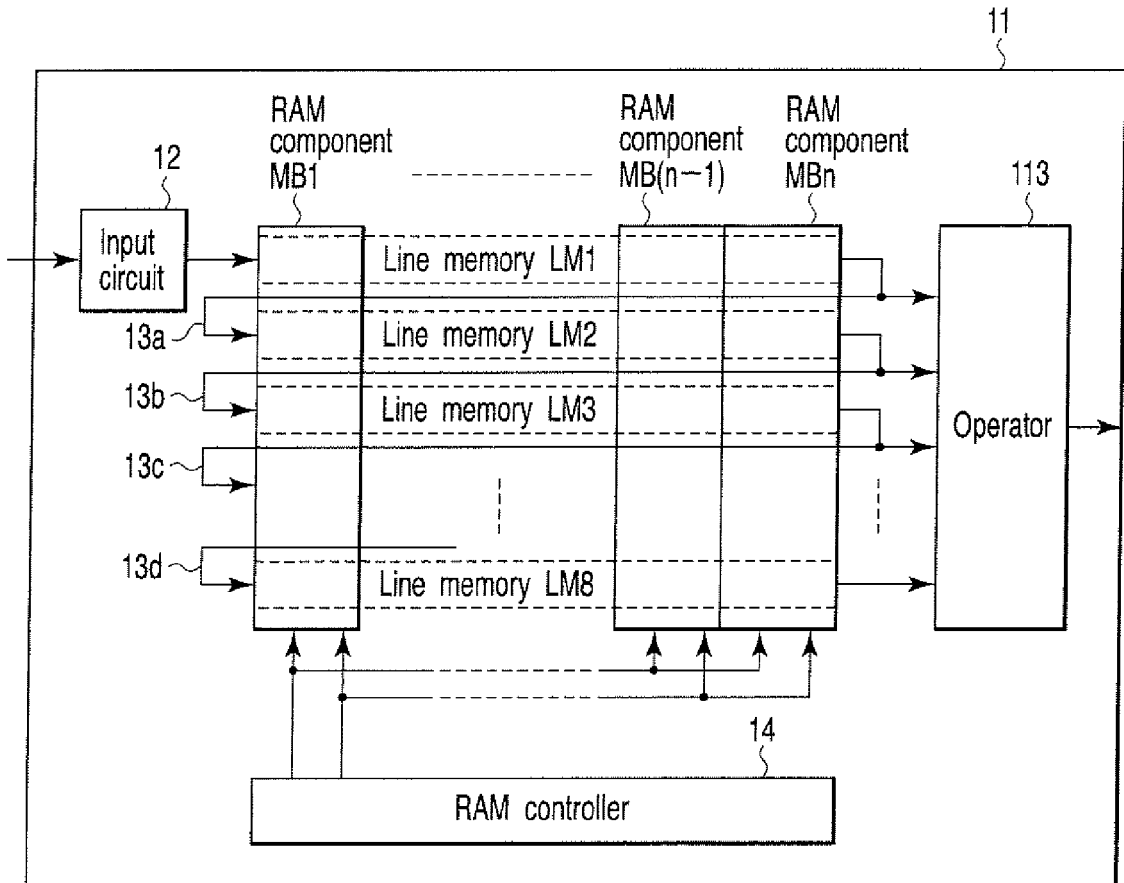 11
RAM
component
MB1
RAM
component
MB(n−1)
RAM
component
MBn
12
113
Input
circuit
Line memory LM1
13a
Line memory LM2
13b
Line memory LM3
Operator
13c
13d
Line memory LM8
14
RAM controller